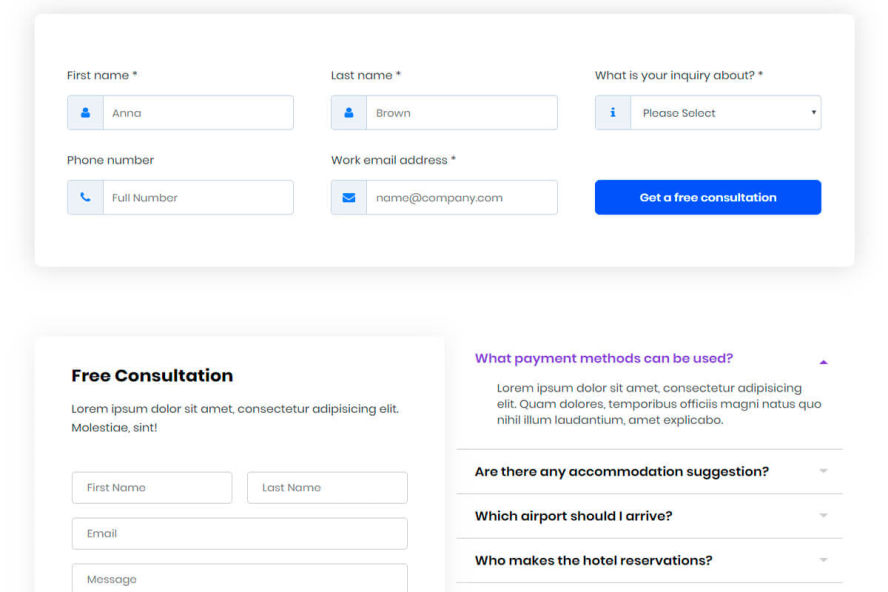 First name *
Last name *
What is your inquiry about? *
Anna
Brown
Please Select
Phone number
Work email address *
Full Number
name@company.com
Get a free consultation
Free Consultation
Lorem ipsum dolor sit amet, consectetur adipisicing elit.
Molestiae, sint!
First Name
Last Name
Email
Message
What payment methods can be used?
Lorem ipsum dolor sit amet, consectetur adipisicing
elit. Quam dolores, temporibus officiis magni natus quo
nihil illum laudantium, amet explicabo.
Are there any accommodation suggestion?
Which airport should I arrive?
Who makes the hotel reservations?